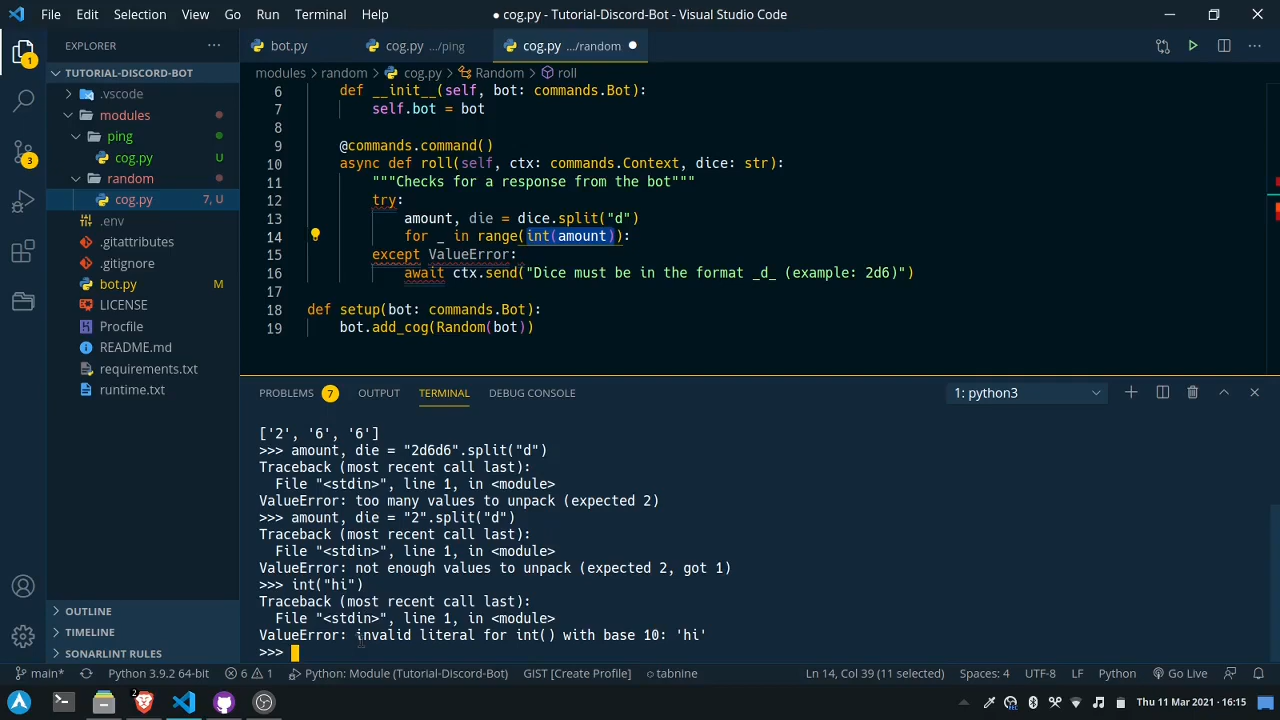 File Edit Selection View Go Run Terminal Help
● cog.py - Tutorial-Discord-Bot - Visual Studio Code
EXPLORER
1
TUTORIAL-DISCORD-BOT
.vscode
modules
ping
cog.py U
random
cog.py 7, U
.env
.gitattributes
.gitignore
bot.py M
LICENSE
Procfile
README.md
requirements.txt
runtime.txt
3
OUTLINE
TIMELINE
SONARLINT FILES
bot.py
cog.py .../ping
cog.py .../random ●
modules > random > cog.py > Random > roll
6 def __init__(self, bot: commands.Bot):
7 self.bot = bot
8
9 @commands.command()
10 async def roll(self, ctx: commands.Context, dice: str):
11 """Checks for a response from the bot"""
12 try:
13 amount, die = dice.split("d")
14 for _ in range(int(amount)):
15 except ValueError:
16 await ctx.send("Dice must be in the format _d_ (example: 2d6)")
17
18 def setup(bot: commands.Bot):
19 bot.add_cog(Random(bot))
PROBLEMS 7 OUTPUT TERMINAL DEBUG CONSOLE
1: python3
['2', '6', '6']
>>> amount, die = "2d6d6".split("d")
Traceback (most recent call last):
File "<stdin>", line 1, in <module>
ValueError: too many values to unpack (expected 2)
>>> amount, die = "2".split("d")
Traceback (most recent call last):
File "<stdin>", line 1, in <module>
ValueError: not enough values to unpack (expected 2, got 1)
>>> int("hi")
Traceback (most recent call last):
File "<stdin>", line 1, in <module>
ValueError: invalid literal for int() with base 10: 'hi'
>>>
main* Python 3.9.2 64-bit 6 1 Python: Module (Tutorial-Discord-Bot) GIST [Create Profile] tabnine Ln 14, Col 39 (11 selected) Spaces: 4 UTF-8 LF Python Go Live
2
Thu 11 Mar 2021 - 16:15